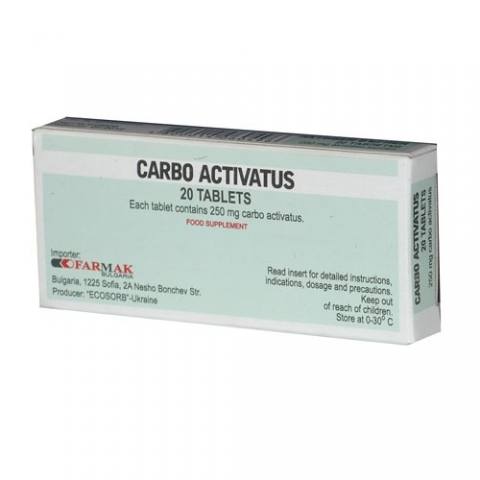 CARBO ACTIVATUS
20 TABLETS
Each tablet contains 250 mg carbo activatus.
FOOD SUPPLEMENT
Importer:
FARMAK
BULGARIA
Bulgaria, 1225 Sofia, 2A Nesho Bonchev Str.
Producer: "ECOSORB"-Ukraine
Read insert for detailed instructions,
indications, dosage and precautions.
Keep out
of reach of children.
Store at 0-30⁰ C
CARBO ACTIVATUS
20 TABLETS
250 mg carbo activatus